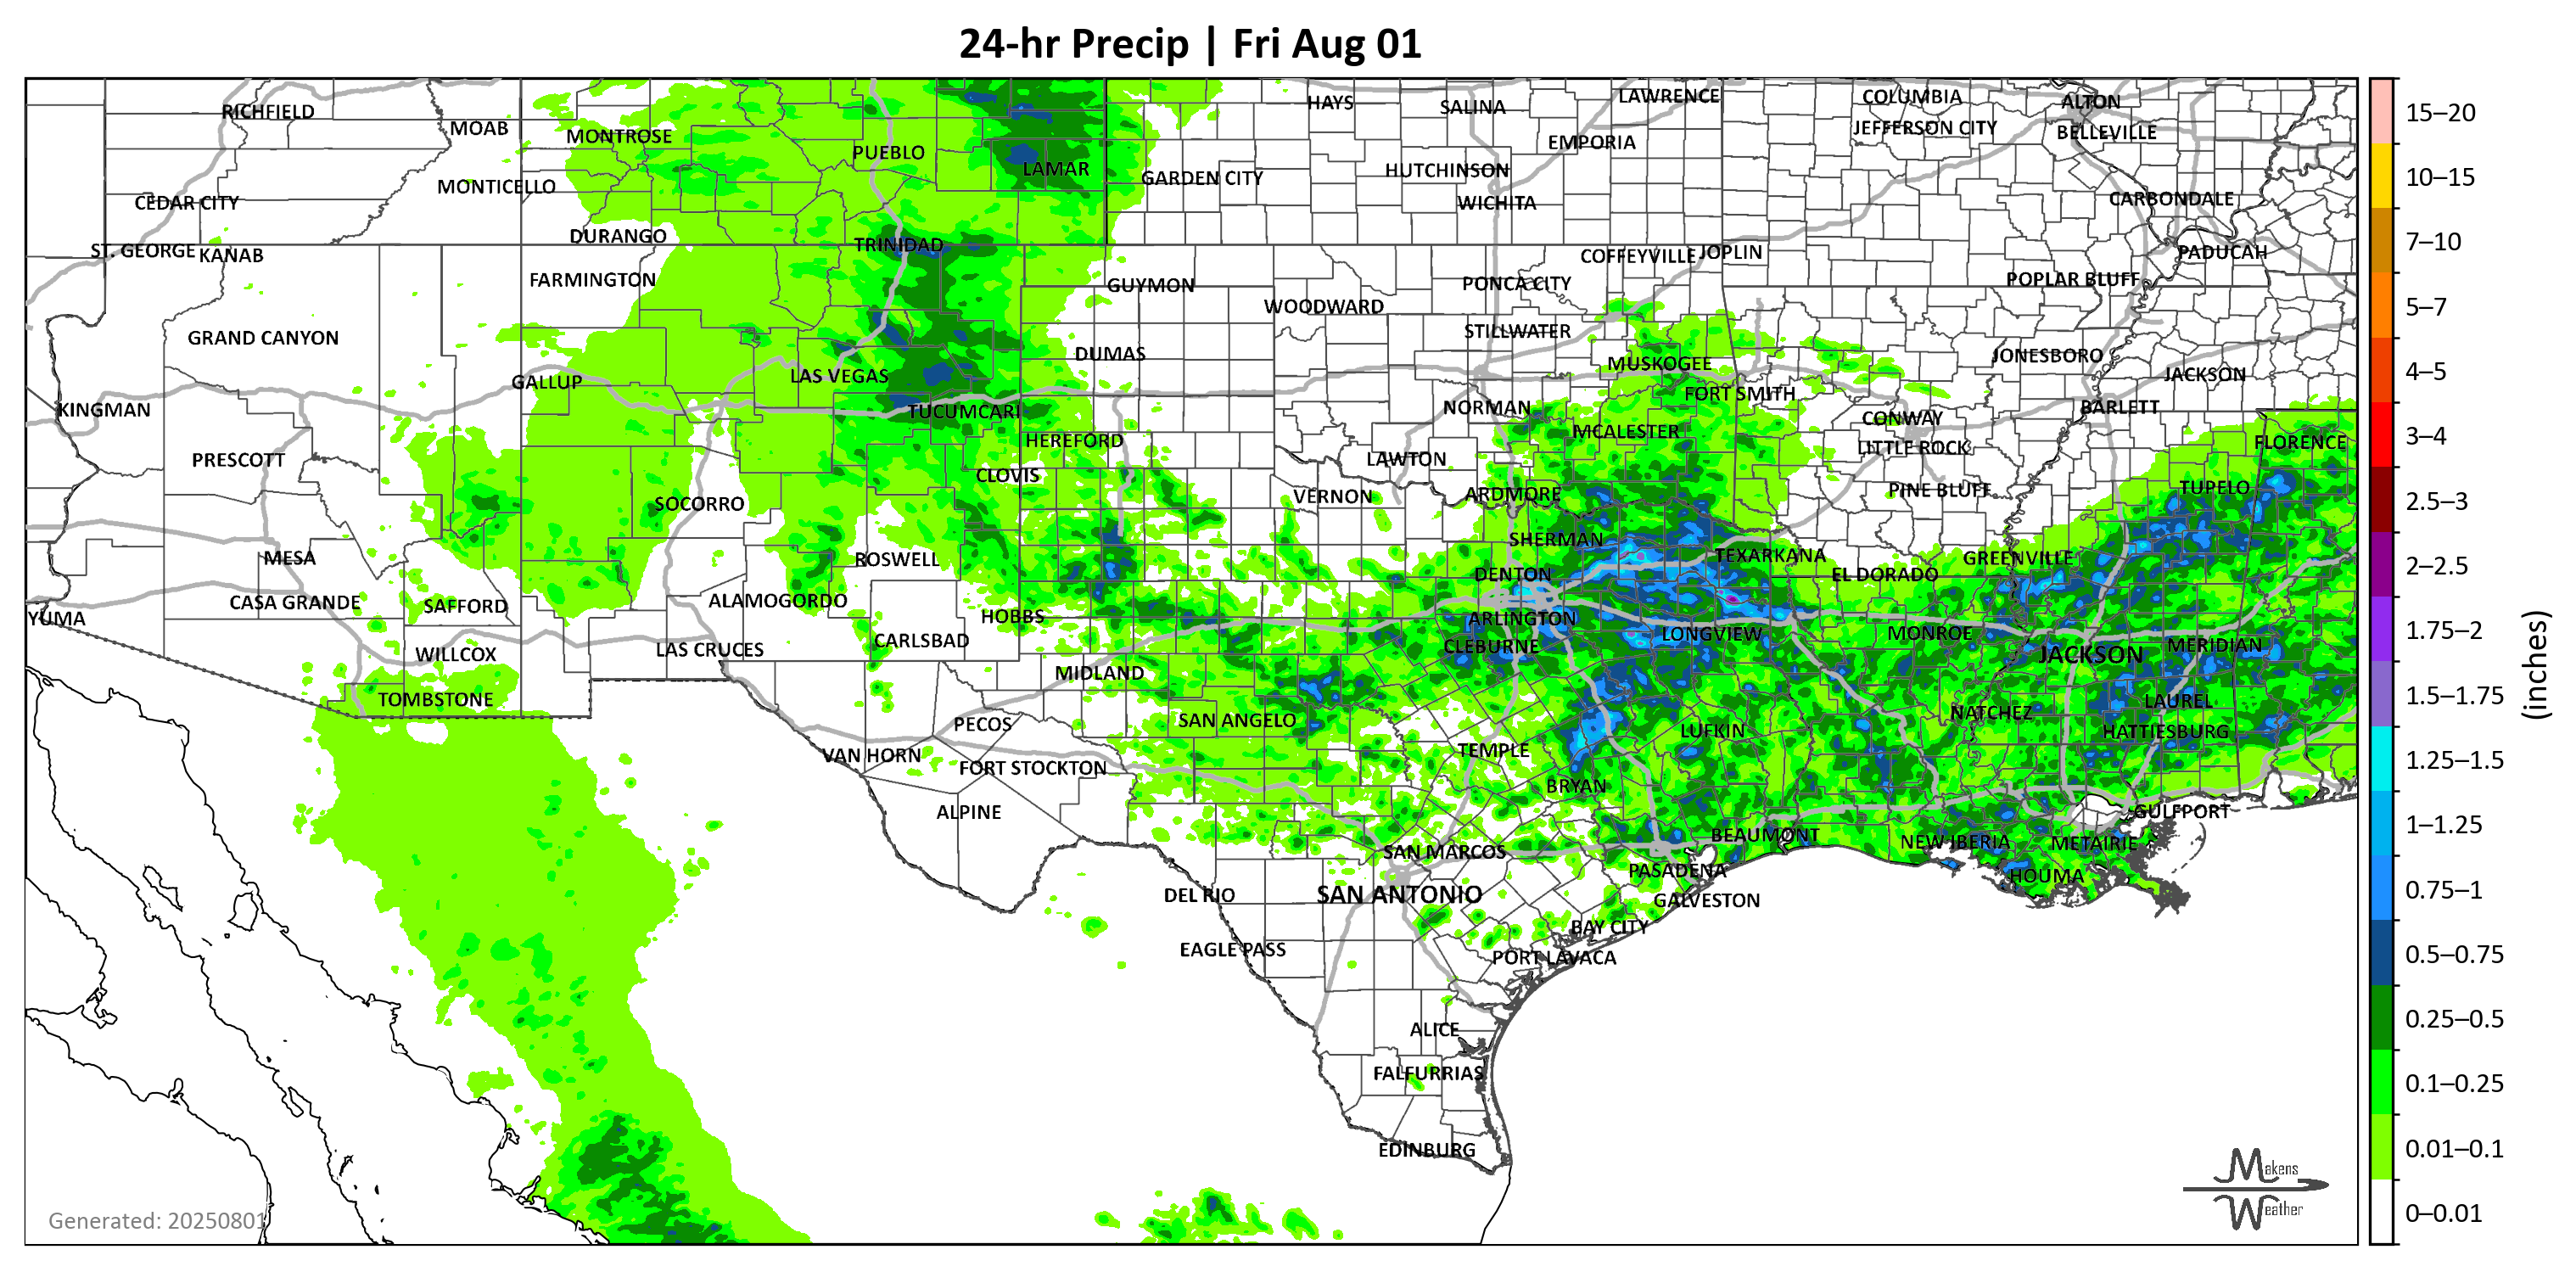 24-hr Precip | Fri Aug 01
RICHFIELD
MOAB
MONTROSE
PUEBLO
LAMAR
HAYS
SALINA
LAWRENCE
COLUMBIA
ALTON
JEFFERSON CITY
BELLEVILLE
EMPORIA
MONTICELLO
GARDEN CITY
HUTCHINSON
WICHITA
CARBONDALE
CEDAR CITY
DURANGO
TRINIDAD
ST. GEORGE
KANAB
COFFEYVILLE
JOPLIN
PADUCAH
FARMINGTON
GUYMON
PONCA CITY
POPLAR BLUFF
WOODWARD
GRAND CANYON
STILLWATER
DUMAS
MUSKOGEE
JONESBORO
JACKSON
GALLUP
LAS VEGAS
FORT SMITH
KINGMAN
TUCUMCARI
NORMAN
CONWAY
BARLETT
MCALESTER
HEREFORD
LITTLE ROCK
FLORENCE
PRESCOTT
CLOVIS
LAWTON
SOCORRO
VERNON
ARDMORE
PINE BLUFF
TUPELO
MESA
ROSWELL
SHERMAN
TEXARKANA
GREENVILLE
DENTON
EL DORADO
CASA GRANDE
SAFFORD
ALAMOGORDO
YUMA
HOBBS
ARLINGTON
LONGVIEW
MONROE
WILLCOX
LAS CRUCES
CARLSBAD
CLEBURNE
JACKSON
MERIDIAN
MIDLAND
TOMBSTONE
LAUREL
PECOS
SAN ANGELO
NATCHEZ
LUFKIN
HATTIESBURG
VAN HORN
FORT STOCKTON
TEMPLE
BRYAN
ALPINE
GULFPORT
BEAUMONT
NEW IBERIA
METAIRIE
SAN MARCOS
PASADENA
HOUMA
DEL RIO
SAN ANTONIO
GALVESTON
BAY CITY
EAGLE PASS
PORT LAVACA
ALICE
FALFURRIAS
EDINBURG
Generated: 20250801
Makens
Weather
15–20
10–15
7–10
5–7
4–5
3–4
2.5–3
2–2.5
1.75–2
1.5–1.75
1.25–1.5
1–1.25
0.75–1
0.5–0.75
0.25–0.5
0.1–0.25
0.01–0.1
0–0.01
(inches)